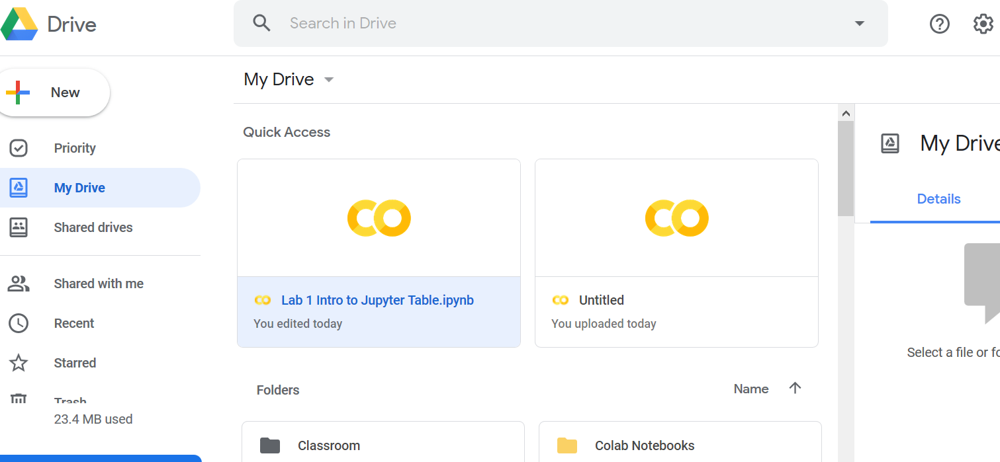 Drive
Search in Drive
New
My Drive
Priority
My Drive
Shared drives
Shared with me
Recent
Starred
Trash
23.4 MB used
Quick Access
Lab 1 Intro to Jupyter Table.ipynb
You edited today
Untitled
You uploaded today
Folders
Name
Classroom
Colab Notebooks
My Drive
Details
Select a file or fo